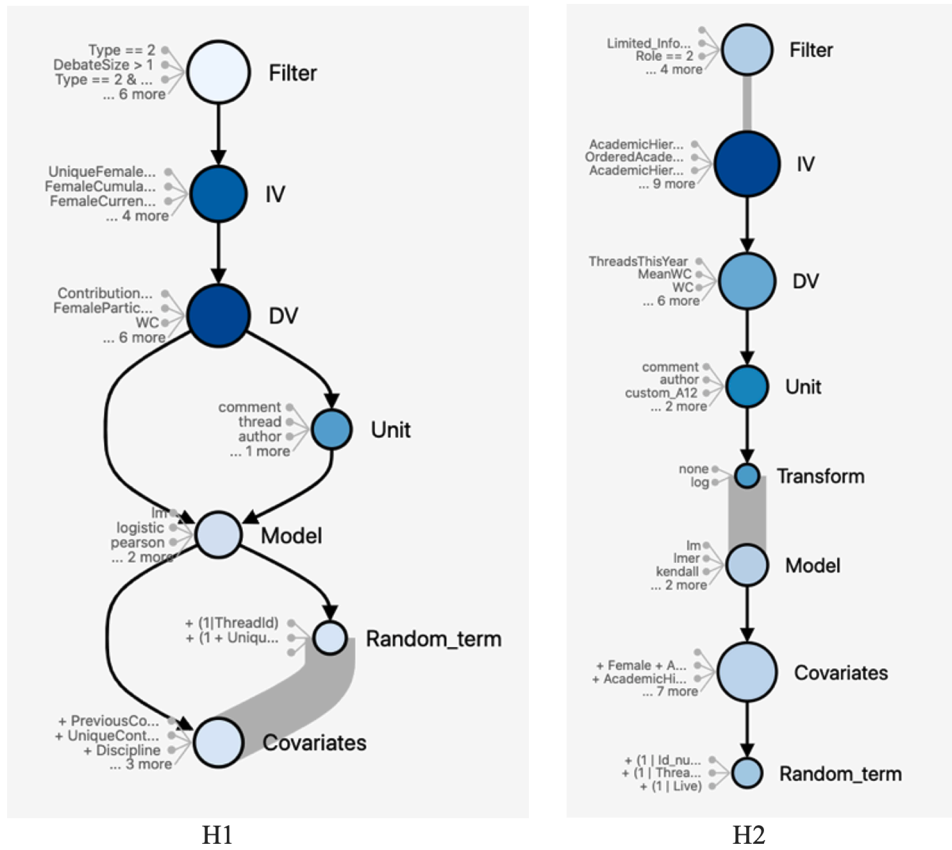 Type == 2
DebateSize > 1
Type == 2 & ...
... 6 more
Filter
UniqueFemale...
FemaleCumula...
FemaleCurren...
... 4 more
IV
Contribution...
FemalePartic...
WC
... 6 more
DV
comment
thread
author
... 1 more
Unit
lm
logistic
pearson
... 2 more
Model
+ (1|ThreadId)
+ (1 + Uniqu...
Random_term
+ PreviousCo...
+ UniqueCont...
+ Discipline
... 3 more
Covariates
H1
Limited_Info...
Role == 2
... 4 more
Filter
AcademicHier...
OrderedAcade...
AcademicHier...
... 9 more
IV
ThreadsThisYear
MeanWC
WC
... 6 more
DV
comment
author
custom_A12
... 2 more
Unit
none
log
Transform
lm
lmer
kendall
... 2 more
Model
+ Female + A...
+ AcademicHi...
... 7 more
Covariates
+ (1 | Id_nu...
+ (1 | Threa...
+ (1 | Live)
Random_term
H2